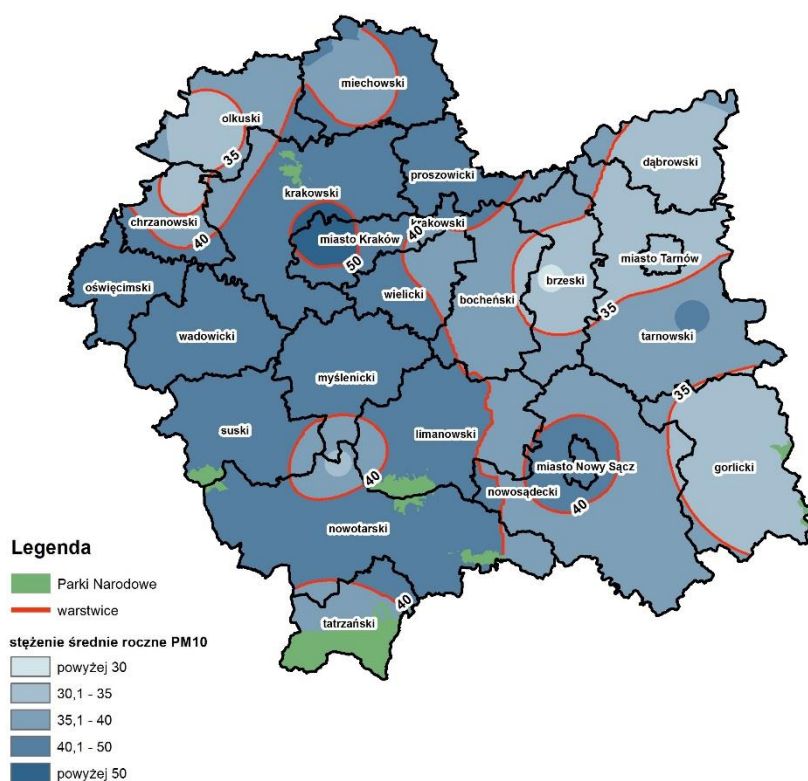 miechowski
olkuski
35
dąbrowski
proszowicki
krakowski
chrzanowski
krakowski
40
40
miasto Kraków
miasto Tarnów
50
oświęcimski
wielicki
bocheński
brzeski
35
wadowicki
tarnowski
myślenicki
35
suski
limanowski
miasto Nowy Sącz
gorlicki
40
nowosądecki
40
nowotarski
40
tatrzański
Legenda
Parki Narodowe
warstwice
stężenie średnie roczne PM10
powyżej 30
30,1 - 35
35,1 - 40
40,1 - 50
powyżej 50